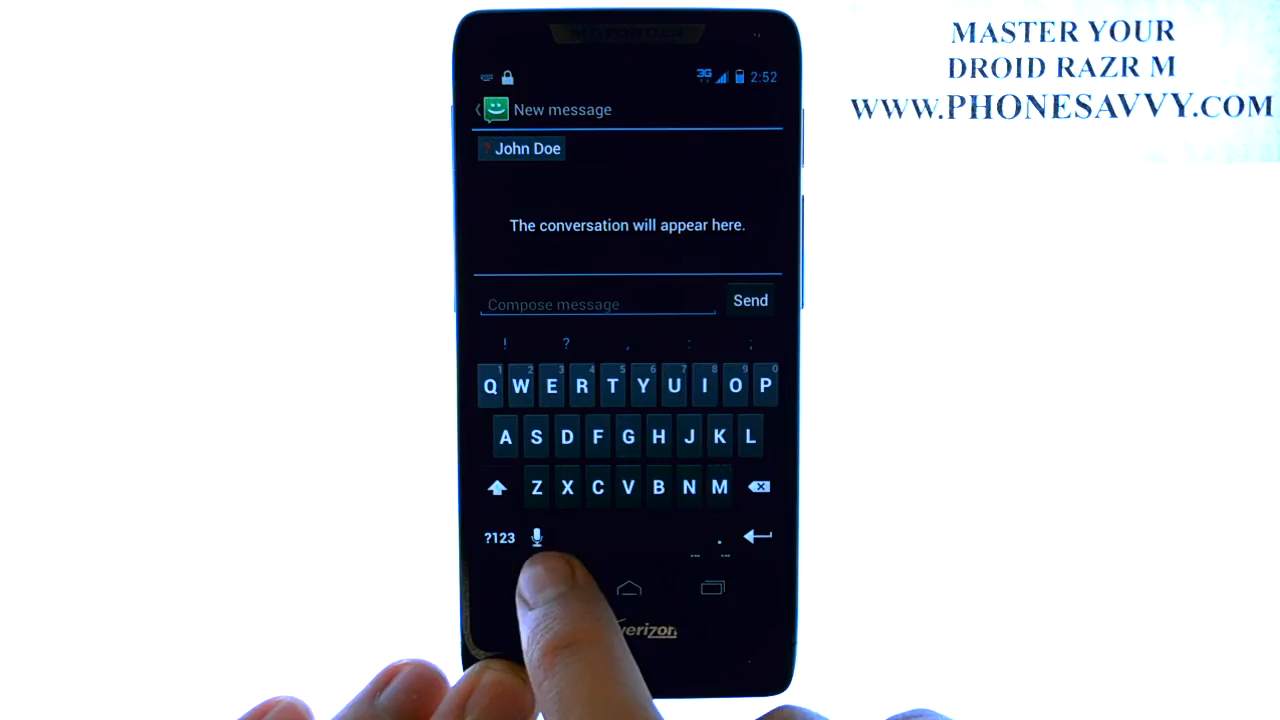 MOTOROLA
MASTER YOUR
DROID RAZR M
WWW.PHONESAVVY.COM
3G 2:52
New message
John Doe
The conversation will appear here.
Compose message
Send
! ? , : ;
1 2 3 4 5 6 7 8 9 0
Q W E R T Y U I O P
A S D F G H J K L
Z X C V B N M
?123 .
verizon